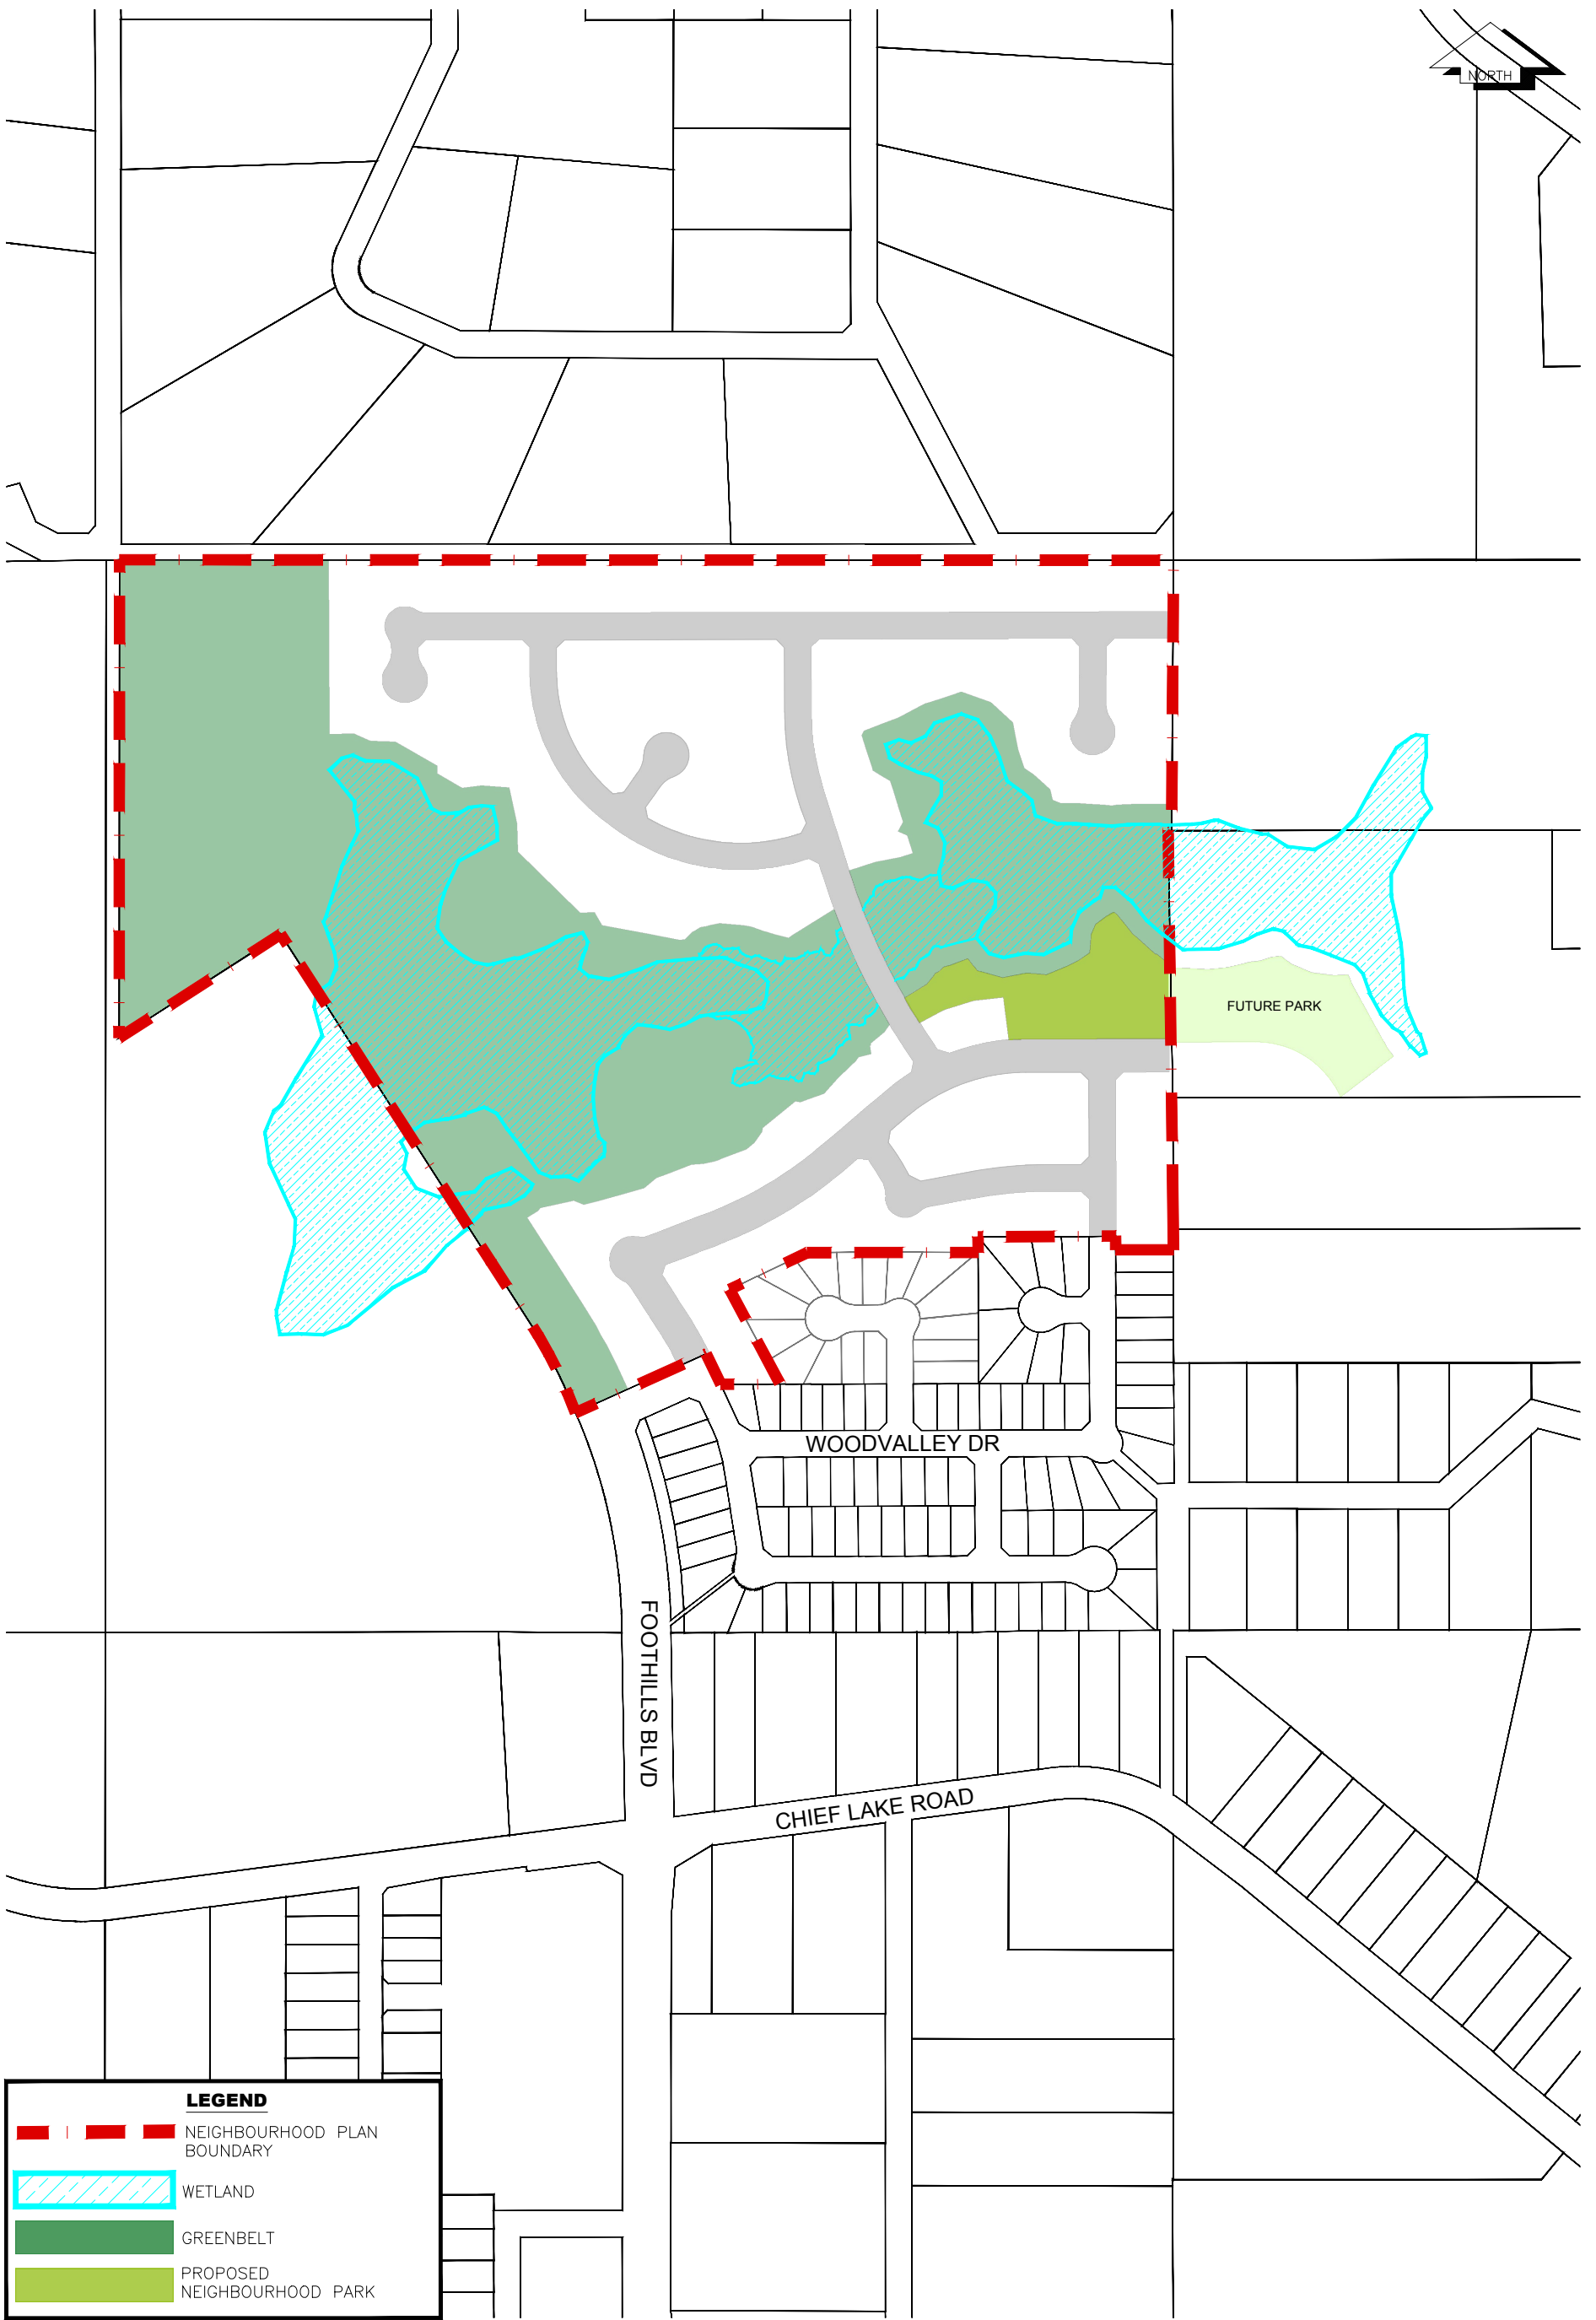 NORTH
FUTURE PARK
WOODVALLEY DR
FOOTHILLS BLVD
CHIEF LAKE ROAD
LEGEND
NEIGHBOURHOOD PLAN
BOUNDARY
WETLAND
GREENBELT
PROPOSED
NEIGHBOURHOOD PARK